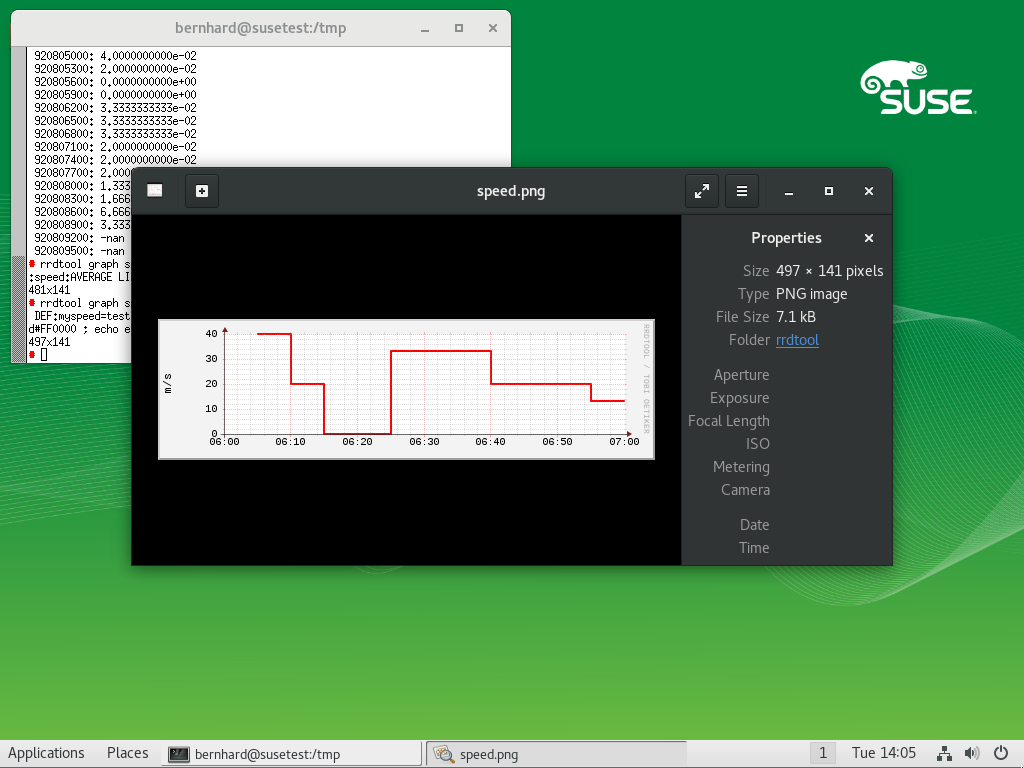 bernhard@susetest:/tmp
920805000: 4.0000000000e-02
920805300: 2.0000000000e-02
920805600: 0.0000000000e+00
920805900: 0.0000000000e+00
920806200: 3.3333333333e-02
920806500: 3.3333333333e-02
920806800: 3.3333333333e-02
920807100: 2.0000000000e-02
920807400: 2.0000000000e-02
920807700: 2.000
920808000: 1.333
920808300: 1.666
920808600: 6.666
920808900: 3.333
920809200: -nan
920809500: -nan
rrdtool graph s
:speed:AVERAGE LI
481x141
rrdtool graph s
DEF:myspeed=test
d#FF0000 ; echo e
497x141
SUSE
speed.png
Properties
Size 497 × 141 pixels
Type PNG image
File Size 7.1 kB
Folder rrdtool
Aperture
Exposure
Focal Length
ISO
Metering
Camera
Date
Time
m/s
40
30
20
10
0
06:00 06:10 06:20 06:30 06:40 06:50 07:00
RRDTOOL / TOBI OETIKER
Applications Places bernhard@susetest:/tmp speed.png 1 Tue 14:05